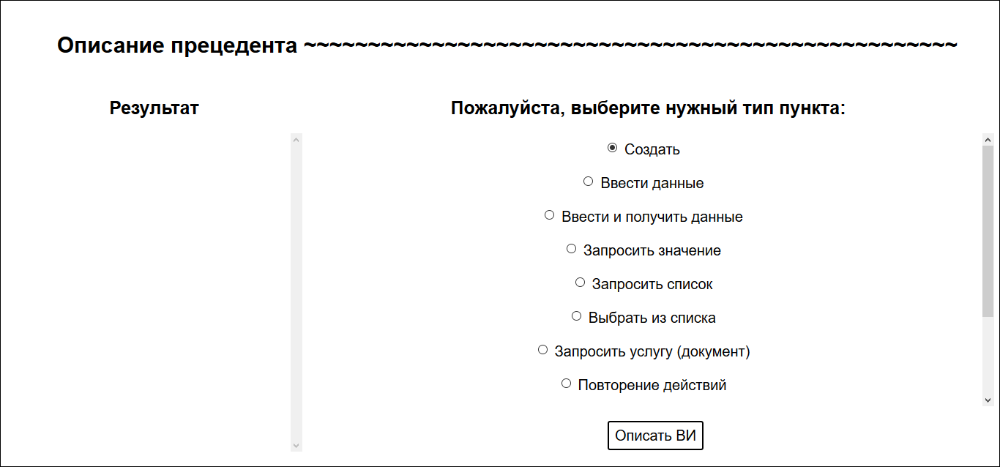 Описание прецедента ~~~~~~~~~~~~~~~~~~~~~~~~~~~~~~~~~~~~~~~~~~~~~~~~~~~
Результат
Пожалуйста, выберите нужный тип пункта:
Создать
Ввести данные
Ввести и получить данные
Запросить значение
Запросить список
Выбрать из списка
Запросить услугу (документ)
Повторение действий
Описать ВИ